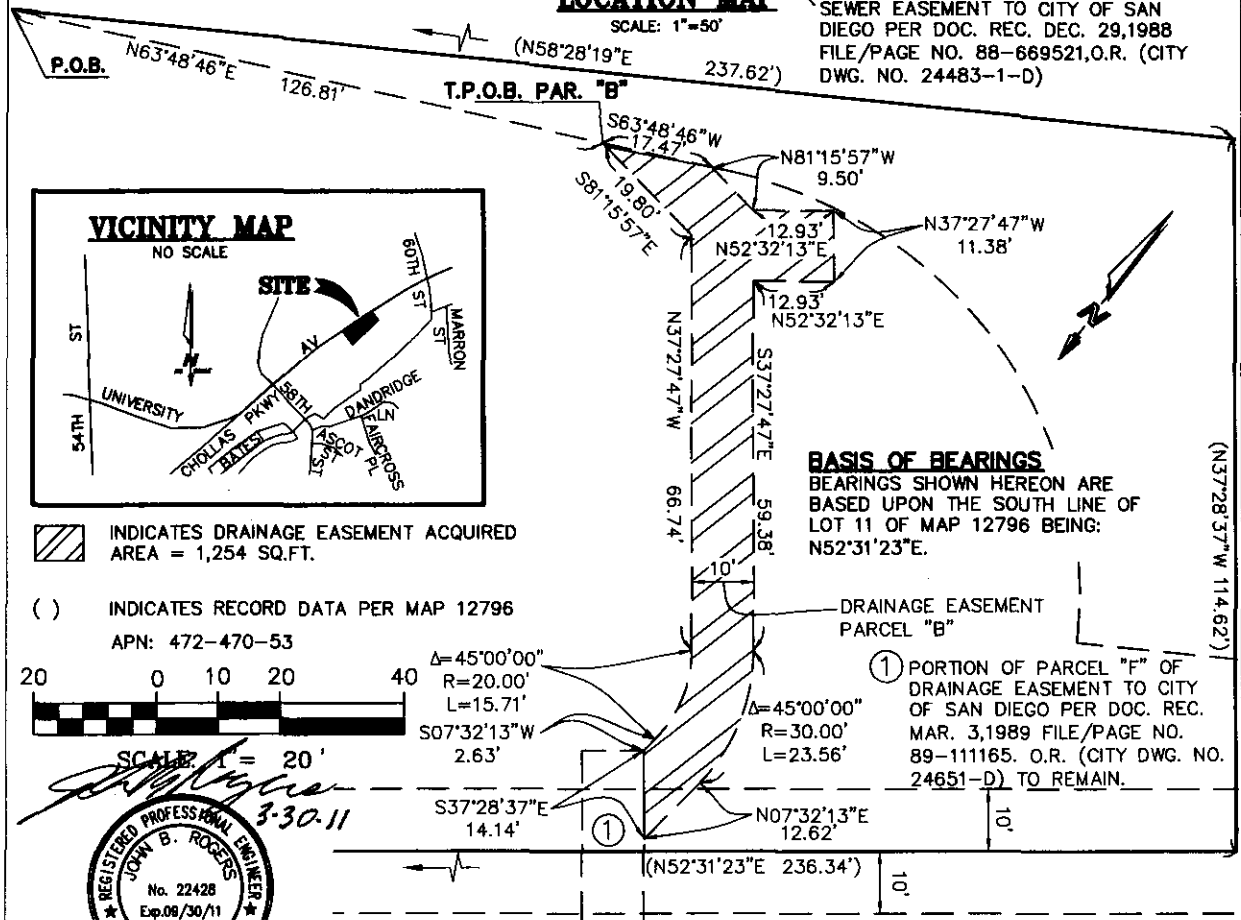 LOCATION MAP
SCALE: 1"=50'
SEWER EASEMENT TO CITY OF SAN
DIEGO PER DOC. REC. DEC. 29,1988
FILE/PAGE NO. 88-669521,O.R. (CITY
DWG. NO. 24483-1-D)
P.O.B.
N63°48'46"E
126.81'
(N58°28'19"E
237.62')
T.P.O.B. PAR. "B"
S63°48'46"W
17.47'
N81°15'57"W
9.50'
19.80'
S81°15'57"E
12.93'
N52°32'13"E
N37°27'47"W
11.38'
12.93'
N52°32'13"E
N
VICINITY MAP
NO SCALE
SITE
60TH ST
MARRON ST
AV
N
ST
54TH
UNIVERSITY
CHOLLAS PKWY
58TH
DANDRIDGE
LN
BATES
ASCOT
PL
FAIRCROSS
N37°27'47"W
66.74'
S37°27'47"E
59.38'
BASIS OF BEARINGS
BEARINGS SHOWN HEREON ARE
BASED UPON THE SOUTH LINE OF
LOT 11 OF MAP 12796 BEING:
N52°31'23"E.
(N37°28'37"W 114.62')
INDICATES DRAINAGE EASEMENT ACQUIRED
AREA = 1,254 SQ.FT.
10'
DRAINAGE EASEMENT
PARCEL "B"
( ) INDICATES RECORD DATA PER MAP 12796
APN: 472-470-53
20 0 10 20 40
SCALE 1" = 20'
Δ=45°00'00"
R=20.00'
L=15.71'
S07°32'13"W
2.63'
Δ=45°00'00"
R=30.00'
L=23.56'
1 PORTION OF PARCEL "F" OF
DRAINAGE EASEMENT TO CITY
OF SAN DIEGO PER DOC. REC.
MAR. 3,1989 FILE/PAGE NO.
89-111165. O.R. (CITY DWG. NO.
24651-D) TO REMAIN.
3-30-11
S37°28'37"E
14.14'
1
N07°32'13"E
12.62'
10'
(N52°31'23"E 236.34')
10'
REGISTERED PROFESSIONAL ENGINEER
JOHN B. ROGERS
No. 22428
Exp.09/30/11